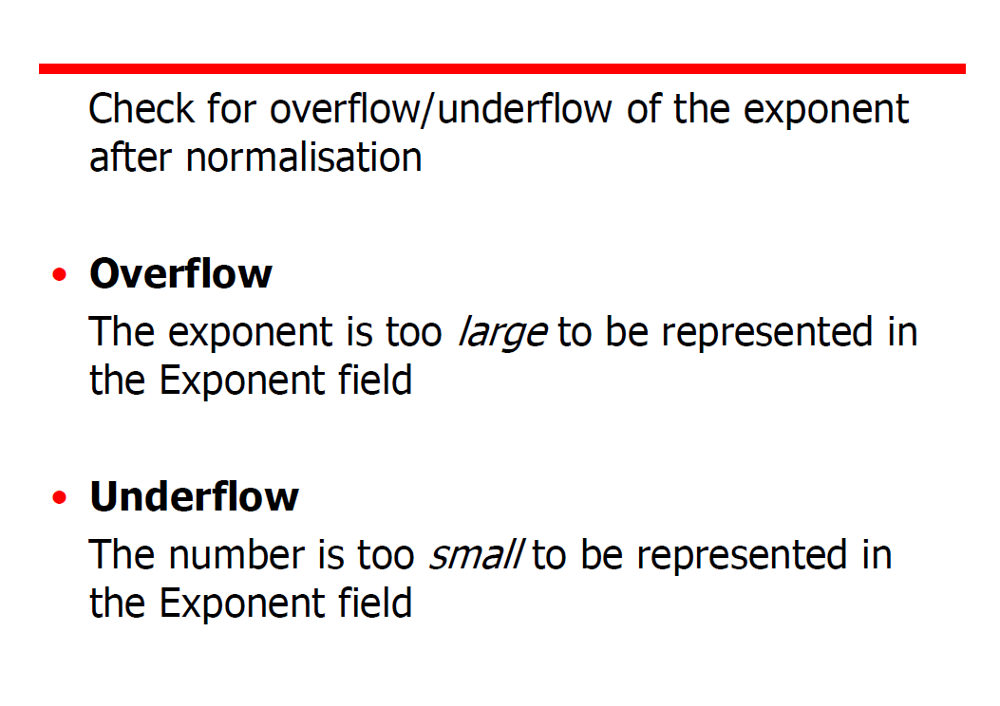 Check for overflow/underflow of the exponent
after normalisation
• Overflow
The exponent is too large to be represented in
the Exponent field
• Underflow
The number is too small to be represented in
the Exponent field